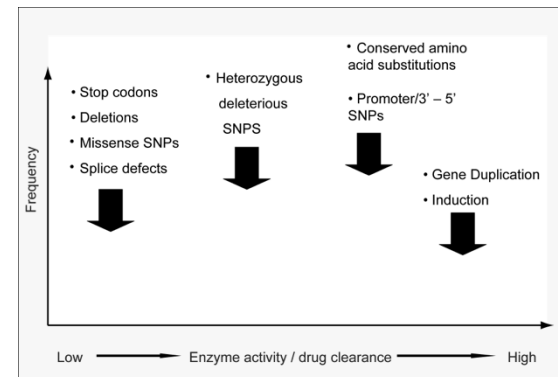 • Stop codons
• Deletions
• Missense SNPs
• Splice defects
• Heterozygous
deleterious
SNPS
• Conserved amino
acid substitutions
• Promoter/3' – 5'
SNPs
• Gene Duplication
• Induction
Frequency
Low
Enzyme activity / drug clearance
High